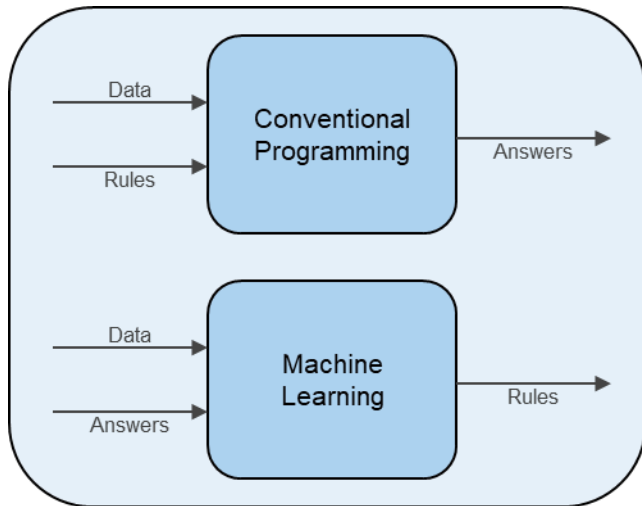 Data
Conventional
Programming
Rules
Answers
Data
Machine
Learning
Answers
Rules